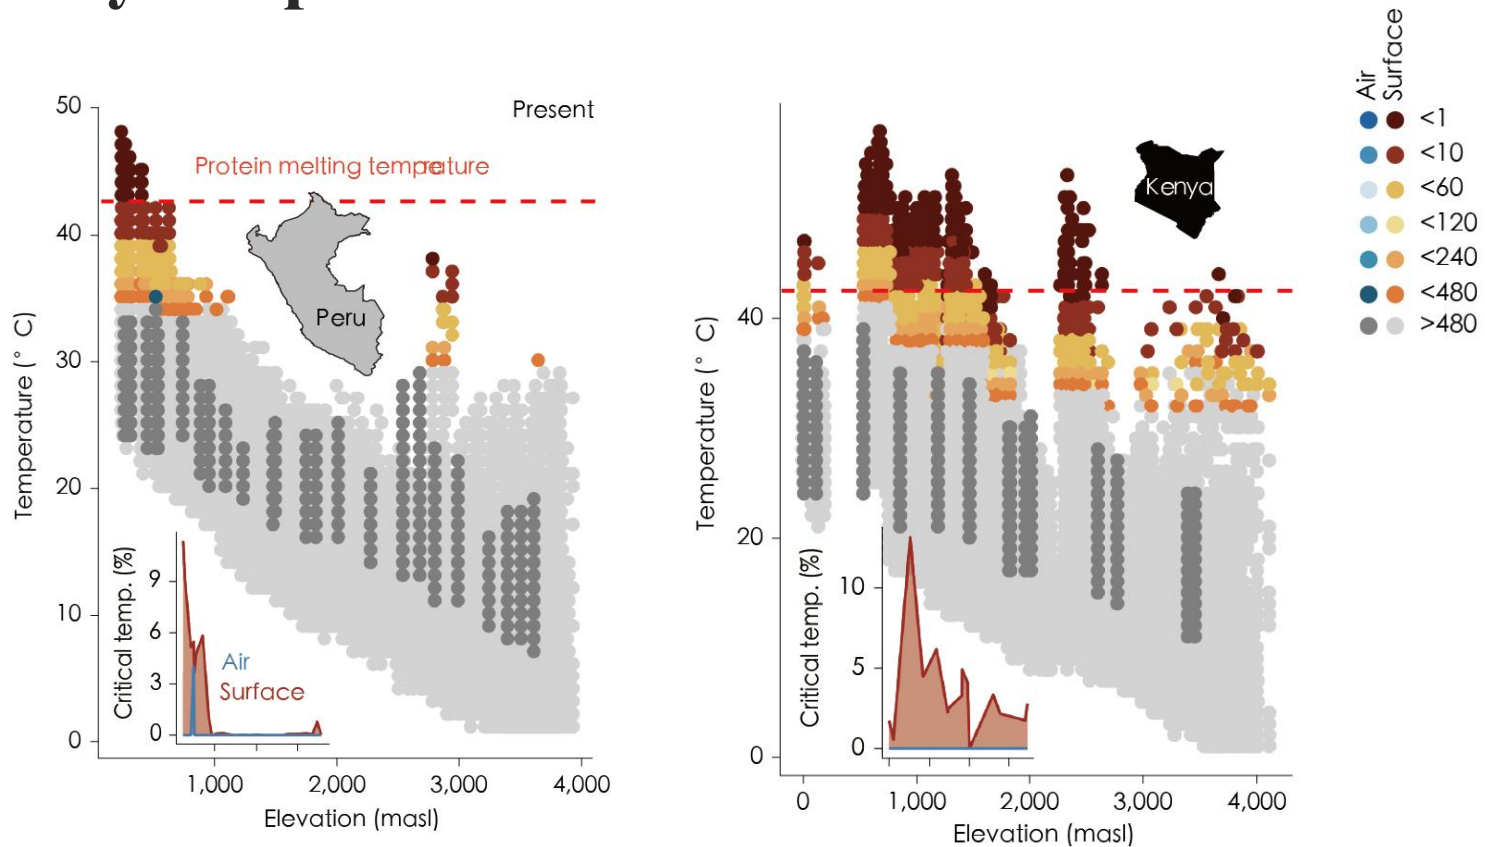 50
40
30
20
10
0
Temperature (° C)
Present
Protein melting temperature
Peru
Critical temp. (%)
9
6
3
0
Air
Surface
1,000 2,000 3,000 4,000
Elevation (masl)
40
20
0
Temperature (° C)
Kenya
Critical temp. (%)
10
5
0
0 1,000 2,000 3,000 4,000
Elevation (masl)
Air Surface
<1
<10
<60
<120
<240
<480
>480